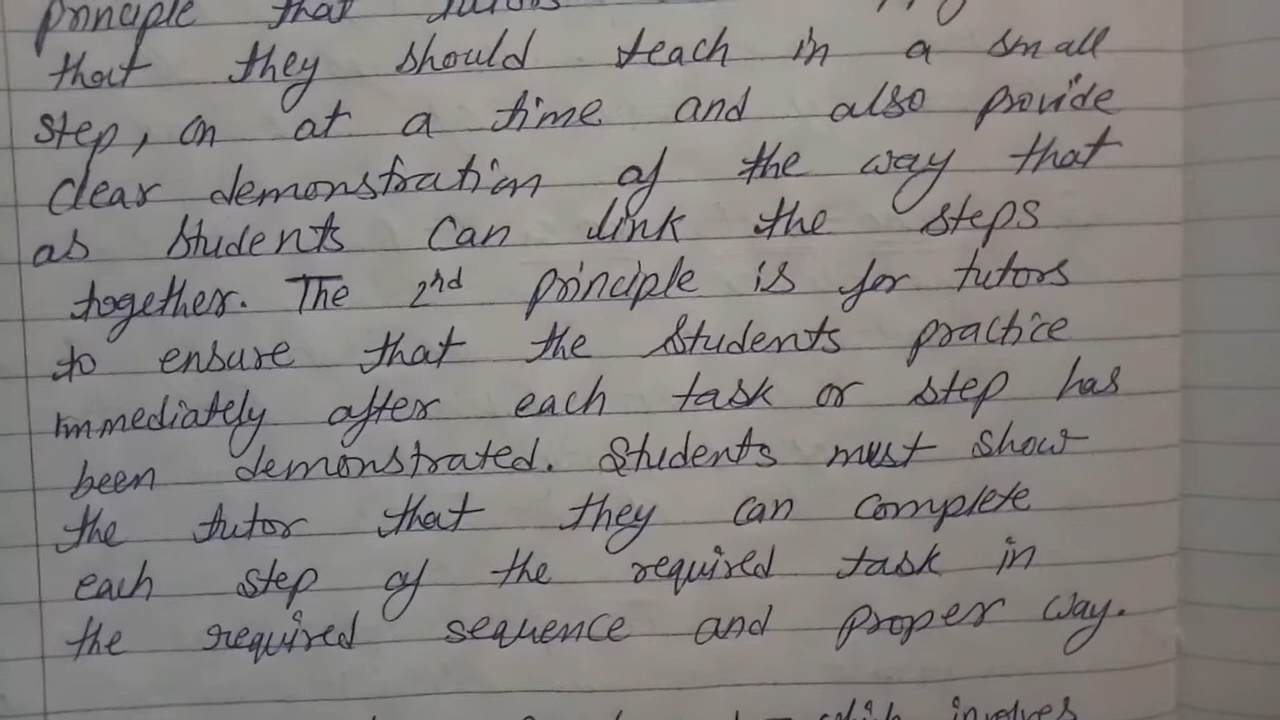 principle that tutors
that they should teach in a small
step, on at a time and also provide
clear demonstration of the way that
as students can link the steps
together. The 2nd principle is for tutors
to ensure that the students practice
immediately after each task or step has
been demonstrated. Students must show
the tutor that they can complete
each step of the required task in
the required sequence and proper way.
which involves